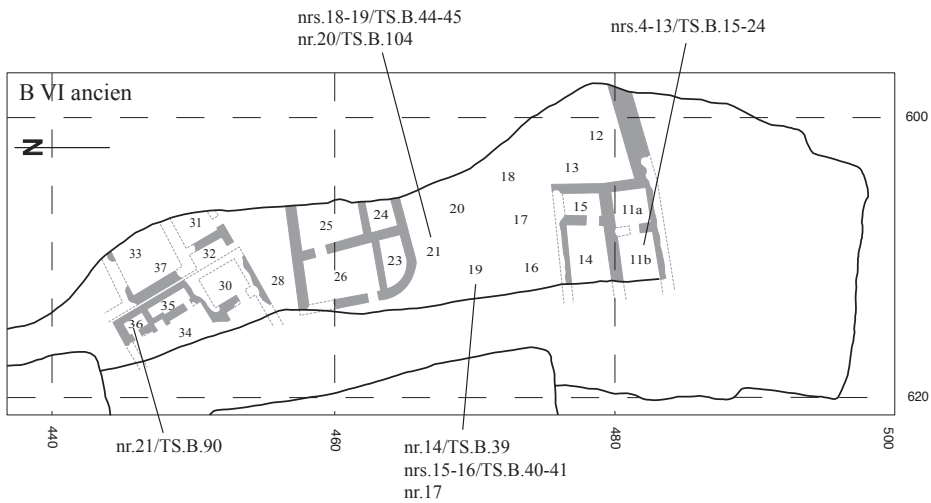 nrs.18-19/TS.B.44-45
nr.20/TS.B.104
nrs.4-13/TS.B.15-24
B VI ancien
600
N
12
13
18
24
15
11a
31
25
20
17
33
32
21
37
23
14
11b
26
19
16
28
30
35
36
34
620
440
460
480
500
nr.21/TS.B.90
nr.14/TS.B.39
nrs.15-16/TS.B.40-41
nr.17